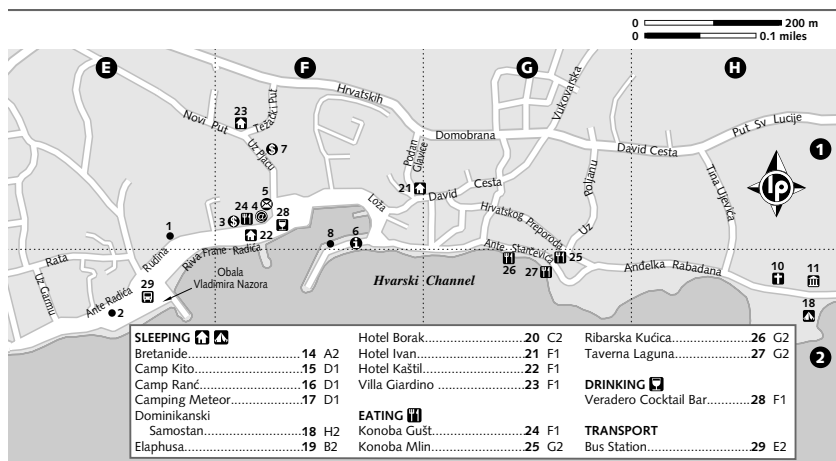 0 200 m
0 0.1 miles
E F G H
Hrvatskih
Vukovarska
23
Novi Put
Težački Put
Uz Pjacu
7
Domobrana
Put Sv Lucije
1
Podan Glavice
David Cesta
lp
5
21
David Cesta
Poljanu
Tina Ujevića
24 4
28
Loža
Hrvatskog Preporoda
Uz
3
1
22
8
6
Ante Starčevića
Riva Frane Radića
Rudina
Rata
25
26
27
Anđelka Rabadana
10
11
Obala
Vladimira Nazora
Hvarski Channel
29
Uz Garmu
Ante Radića
2
18
2
SLEEPING
Bretanide 14 A2
Camp Kito 15 D1
Camp Ranć 16 D1
Camping Meteor 17 D1
Dominikanski
Samostan 18 H2
Elaphusa 19 B2
Hotel Borak 20 C2
Hotel Ivan 21 F1
Hotel Kaštil 22 F1
Villa Giardino 23 F1
EATING
Konoba Gušt 24 F1
Konoba Mlin 25 G2
Ribarska Kućica 26 G2
Taverna Laguna 27 G2
DRINKING
Veradero Cocktail Bar 28 F1
TRANSPORT
Bus Station 29 E2